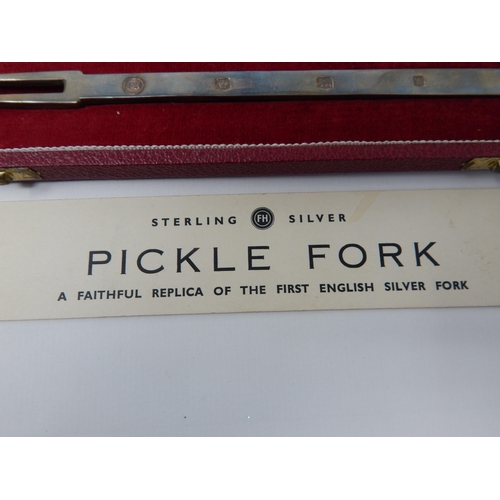 STERLING FH SILVER
PICKLE FORK
A FAITHFUL REPLICA OF THE FIRST ENGLISH SILVER FORK